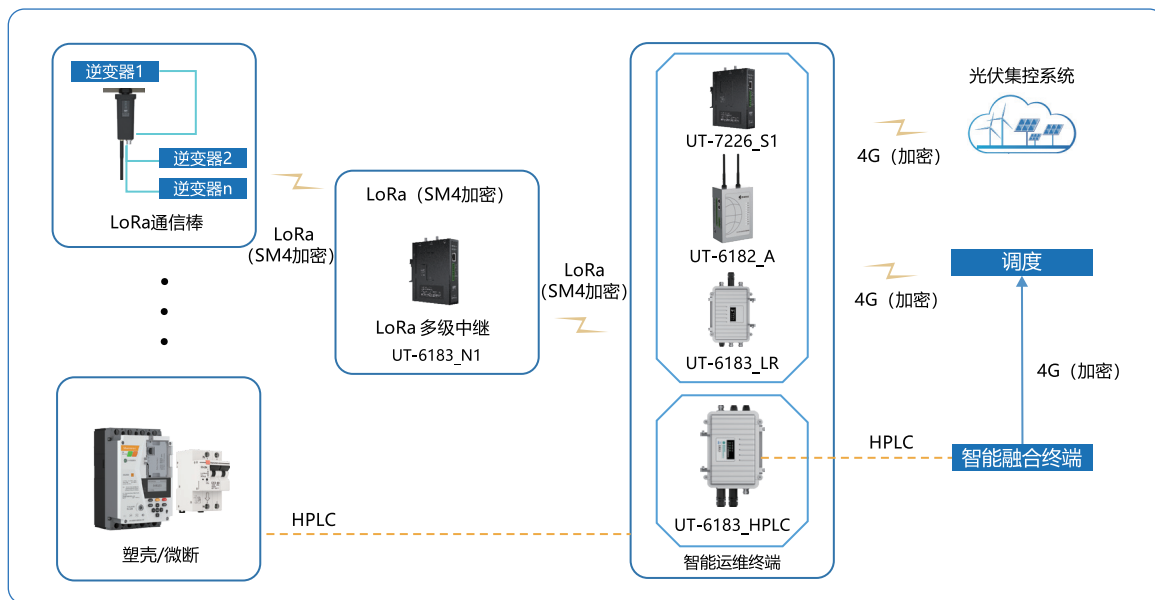 逆变器1
逆变器2
逆变器n
LoRa通信棒
LoRa
(SM4加密)
LoRa（SM4加密）
LoRa 多级中继
UT-6183_N1
LoRa
(SM4加密)
UT-7226_S1
UT-6182_A
UT-6183_LR
UT-6183_HPLC
智能运维终端
4G（加密）
光伏集控系统
4G（加密）
调度
4G（加密）
HPLC
智能融合终端
塑壳/微断
HPLC